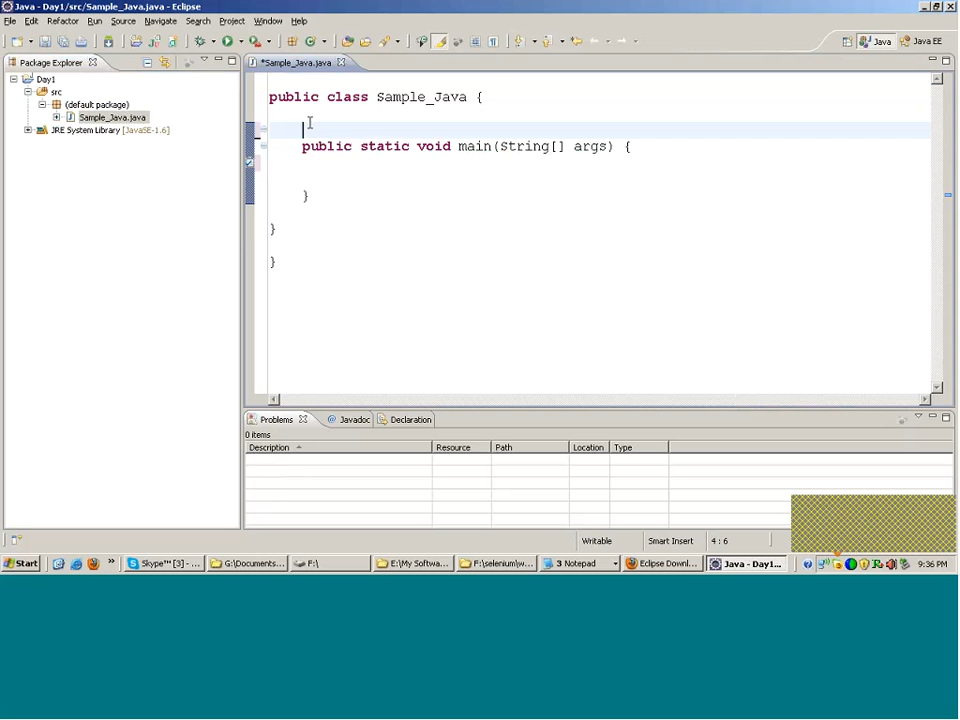 Java - Day1/src/Sample_Java.java - Eclipse
File Edit Refactor Run Source Navigate Search Project Window Help
Java Java EE
Package Explorer
*Sample_Java.java
Day1
src
(default package)
Sample_Java.java
JRE System Library [JavaSE-1.6]
public class Sample_Java {
public static void main(String[] args) {
}
}
}
Problems @ Javadoc Declaration
0 items
Description Resource Path Location Type
Writable Smart Insert 4 : 6
Start Skype™ [3] - ... G:\Documents... F:\ E:\My Softwa... F:\selenium\w... 3 Notepad Eclipse Downl... Java - Day1... 9:36 PM